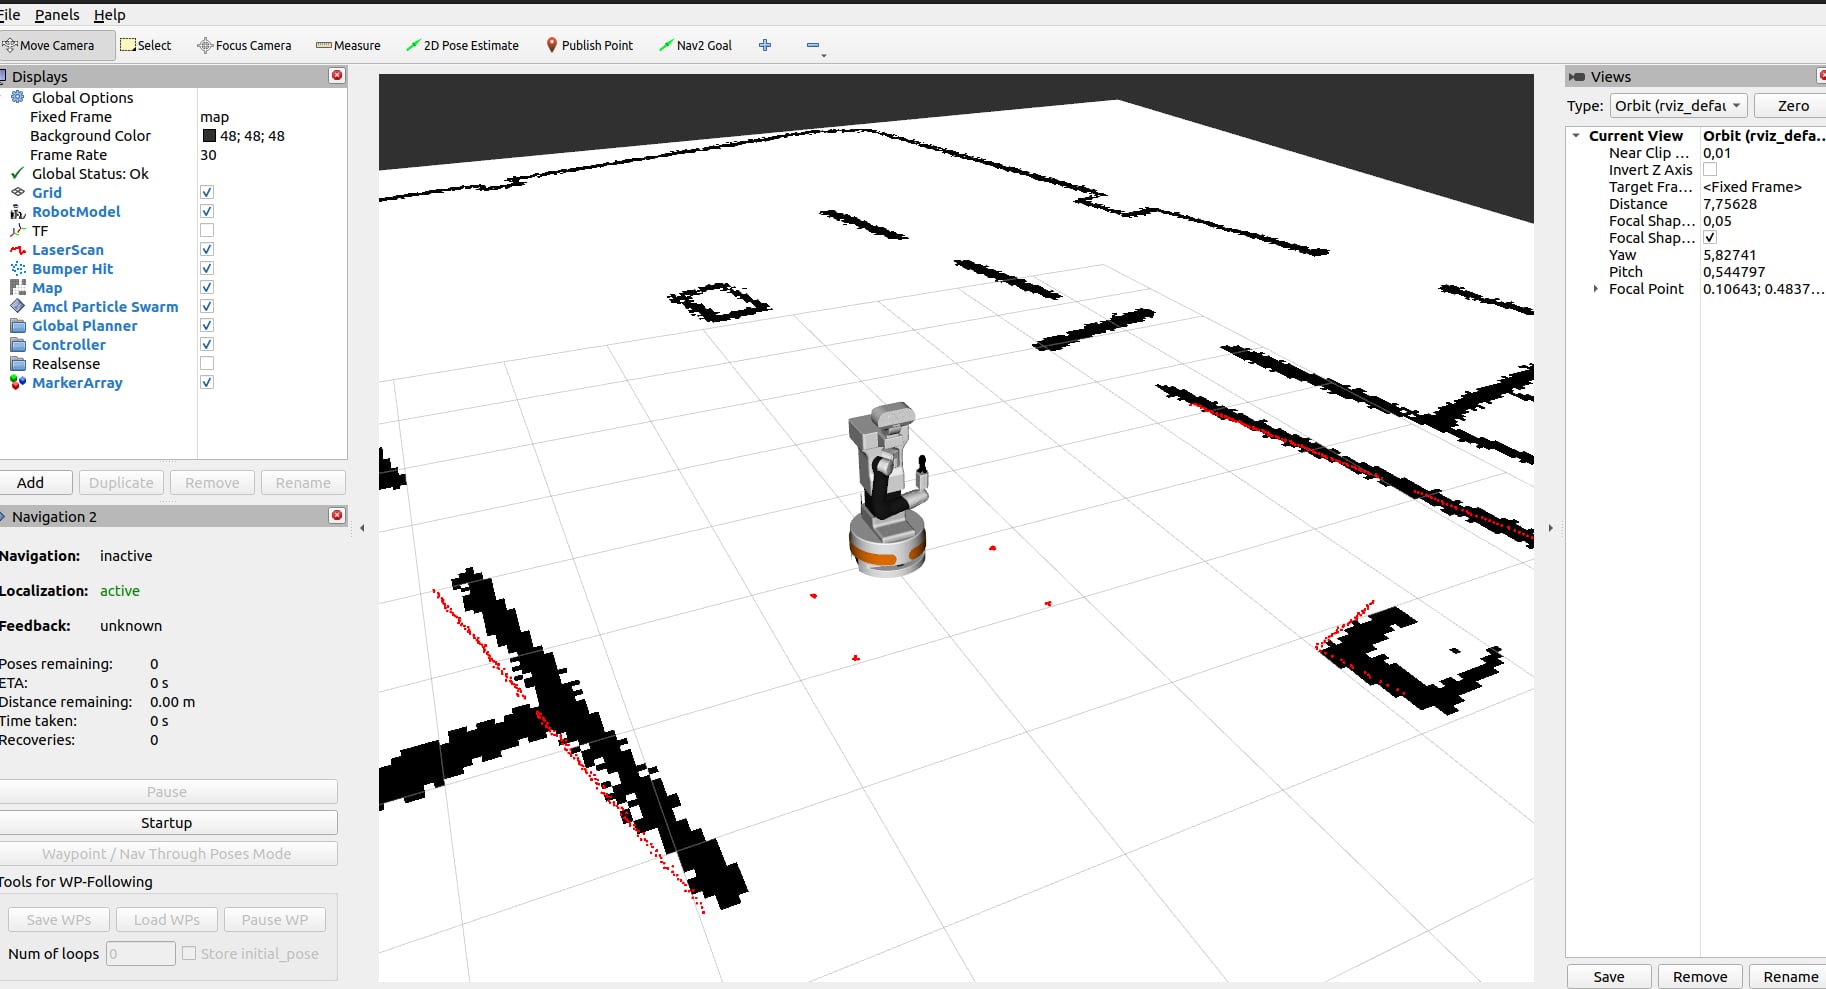 File Panels Help
Move Camera Select Focus Camera Measure 2D Pose Estimate Publish Point Nav2 Goal
Displays
Global Options
Fixed Frame map
Background Color 48; 48; 48
Frame Rate 30
Global Status: Ok
Grid
RobotModel
TF
LaserScan
Bumper Hit
Map
Amcl Particle Swarm
Global Planner
Controller
Realsense
MarkerArray
Add Duplicate Remove Rename
Navigation 2
Navigation: inactive
Localization: active
Feedback: unknown
Poses remaining: 0
ETA: 0 s
Distance remaining: 0.00 m
Time taken: 0 s
Recoveries: 0
Pause
Startup
Waypoint / Nav Through Poses Mode
Tools for WP-Following
Save WPs Load WPs Pause WP
Num of loops 0 Store initial_pose
Views
Type: Orbit (rviz_defau Zero
Current View Orbit (rviz_defa...
Near Clip ... 0,01
Invert Z Axis
Target Fra... <Fixed Frame>
Distance 7,75628
Focal Shap... 0,05
Focal Shap...
Yaw 5,82741
Pitch 0,544797
Focal Point 0.10643; 0.4837...
Save Remove Rename